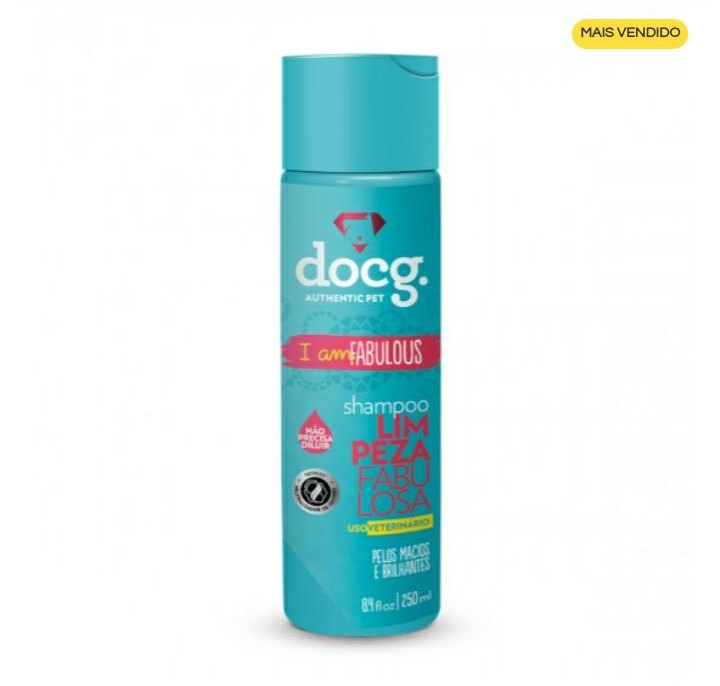 MAIS VENDIDO
docg.
AUTHENTIC PET
I am FABULOUS
shampoo
LIM
PEZA
FABU
LOSA
USO VETERINÁRIO
NÃO
PRECISA
DILUIR
PELOS MACIOS
E BRILHANTES
8.4 fl oz | 250 ml